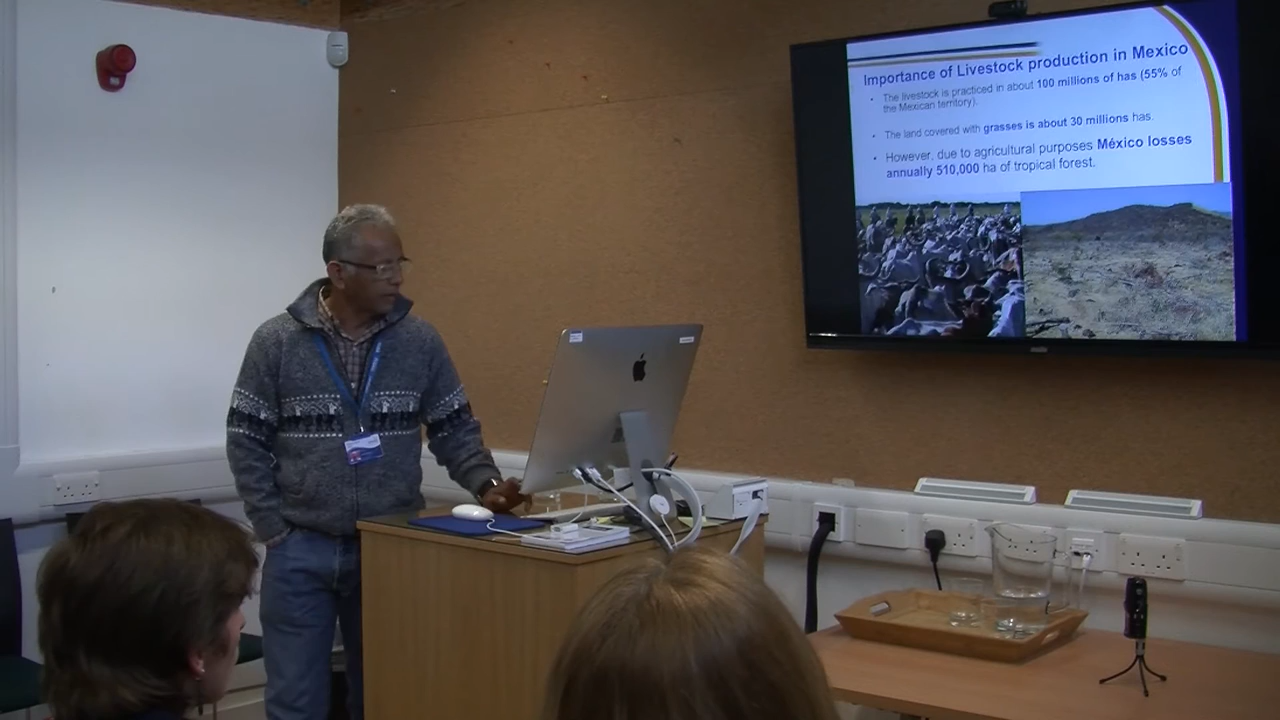 Importance of Livestock production in Mexico
• The livestock is practiced in about 100 millions of has (55% of
the Mexican territory).
• The land covered with grasses is about 30 millions has.
• However, due to agricultural purposes México losses
annually 510,000 ha of tropical forest.